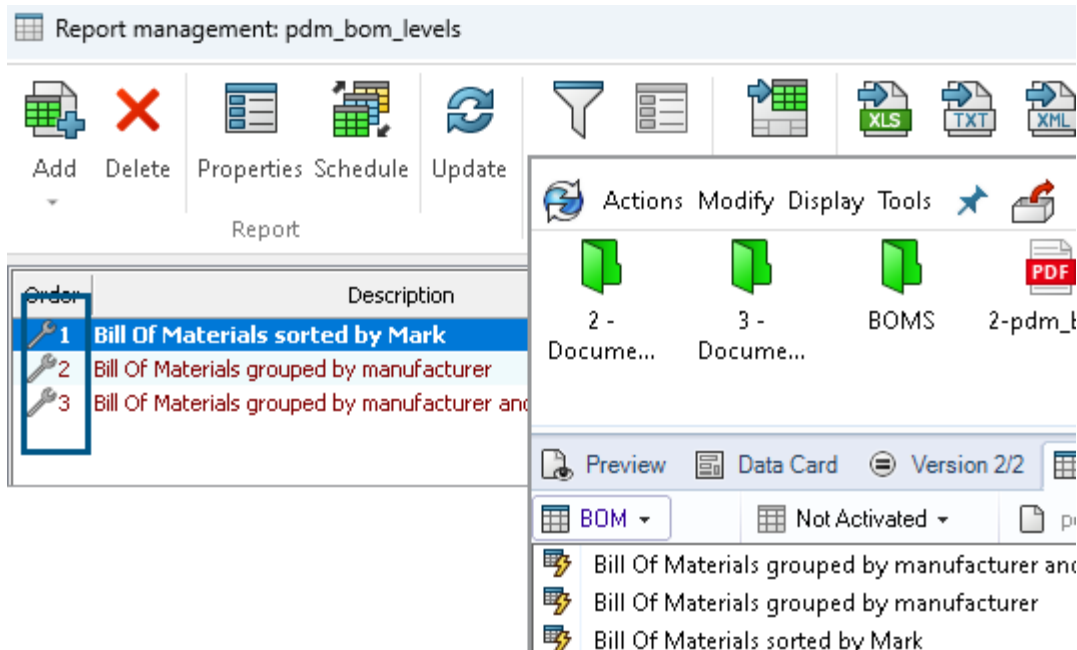 Report management: pdm_bom_levels
Add Delete Properties Schedule Update
Report
XLS TXT XML
Actions Modify Display Tools
2 - Docume...
3 - Docume...
BOMS
PDF
2-pdm_b
Order Description
1 Bill Of Materials sorted by Mark
2 Bill Of Materials grouped by manufacturer
3 Bill Of Materials grouped by manufacturer and
Preview Data Card Version 2/2
BOM Not Activated
Bill Of Materials grouped by manufacturer and
Bill Of Materials grouped by manufacturer
Bill Of Materials sorted by Mark